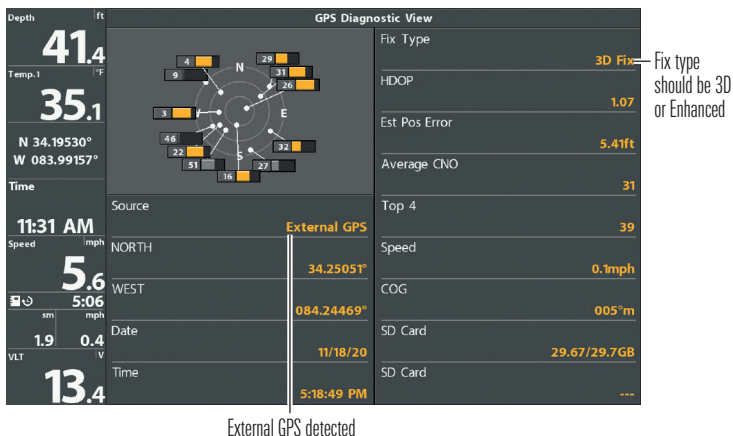 GPS Diagnostic View
Depth ft
41.4
Temp.1 °F
35.1
N 34.19530°
W 083.99157°
Time
11:31 AM
Speed mph
5.6
5:06
sm mph
1.9 0.4
VLT V
13.4
N
E
S
4
9
29
31
26
3
46
22
51
16
27
32
Source
External GPS
NORTH
34.25051°
WEST
084.24469°
Date
11/18/20
Time
5:18:49 PM
Fix Type
3D Fix
HDOP
1.07
Est Pos Error
5.41ft
Average CNO
31
Top 4
39
Speed
0.1mph
COG
005°m
SD Card
29.67/29.7GB
SD Card
---
Fix type
should be 3D
or Enhanced
External GPS detected